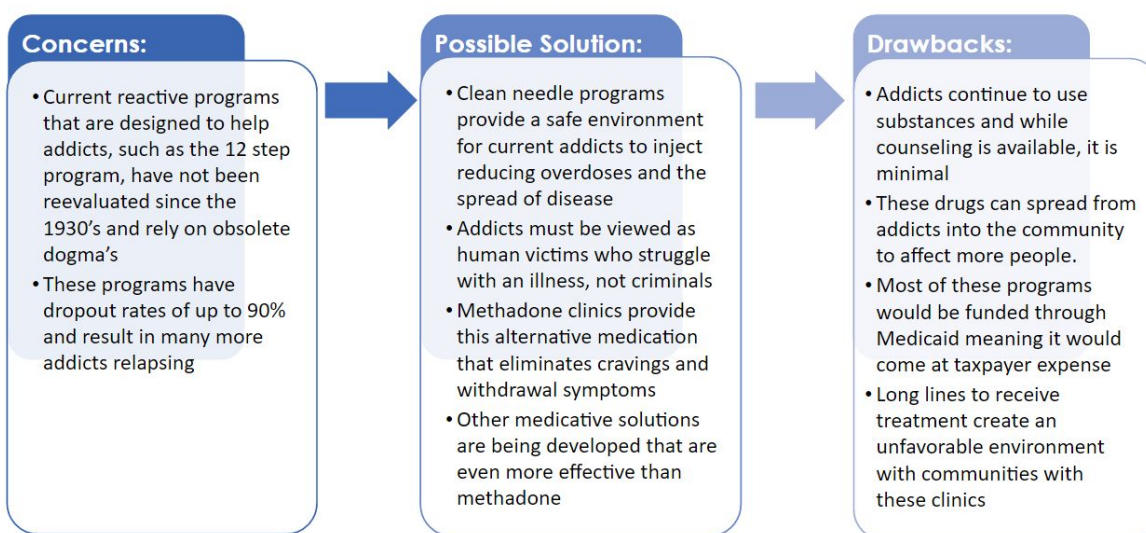 Concerns:
• Current reactive programs
that are designed to help
addicts, such as the 12 step
program, have not been
reevaluated since the
1930's and rely on obsolete
dogma's
• These programs have
dropout rates of up to 90%
and result in many more
addicts relapsing
Possible Solution:
• Clean needle programs
provide a safe environment
for current addicts to inject
reducing overdoses and the
spread of disease
• Addicts must be viewed as
human victims who struggle
with an illness, not criminals
• Methadone clinics provide
this alternative medication
that eliminates cravings and
withdrawal symptoms
• Other medicative solutions
are being developed that are
even more effective than
methadone
Drawbacks:
• Addicts continue to use
substances and while
counseling is available, it is
minimal
• These drugs can spread from
addicts into the community
to affect more people.
• Most of these programs
would be funded through
Medicaid meaning it would
come at taxpayer expense
• Long lines to receive
treatment create an
unfavorable environment
with communities with
these clinics